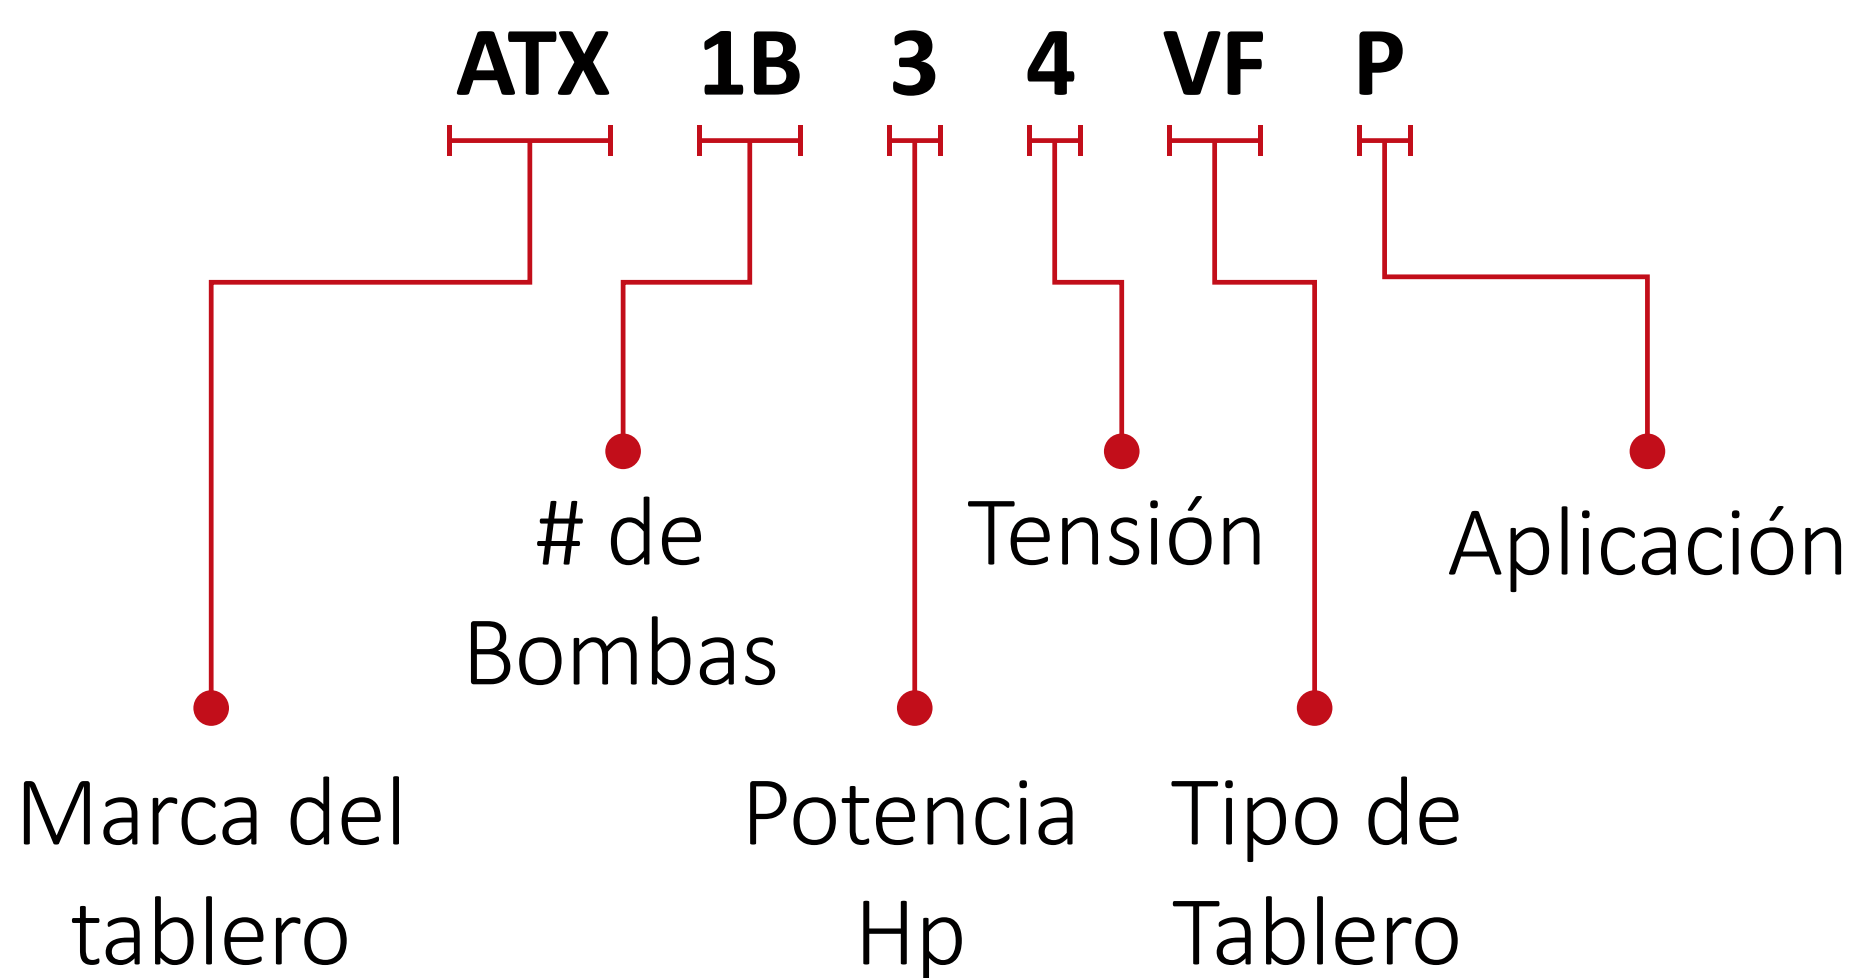 ATX 1B 3 4 VF P
# de
Bombas
Tensión
Aplicación
Marca del
tablero
Potencia
Hp
Tipo de
Tablero